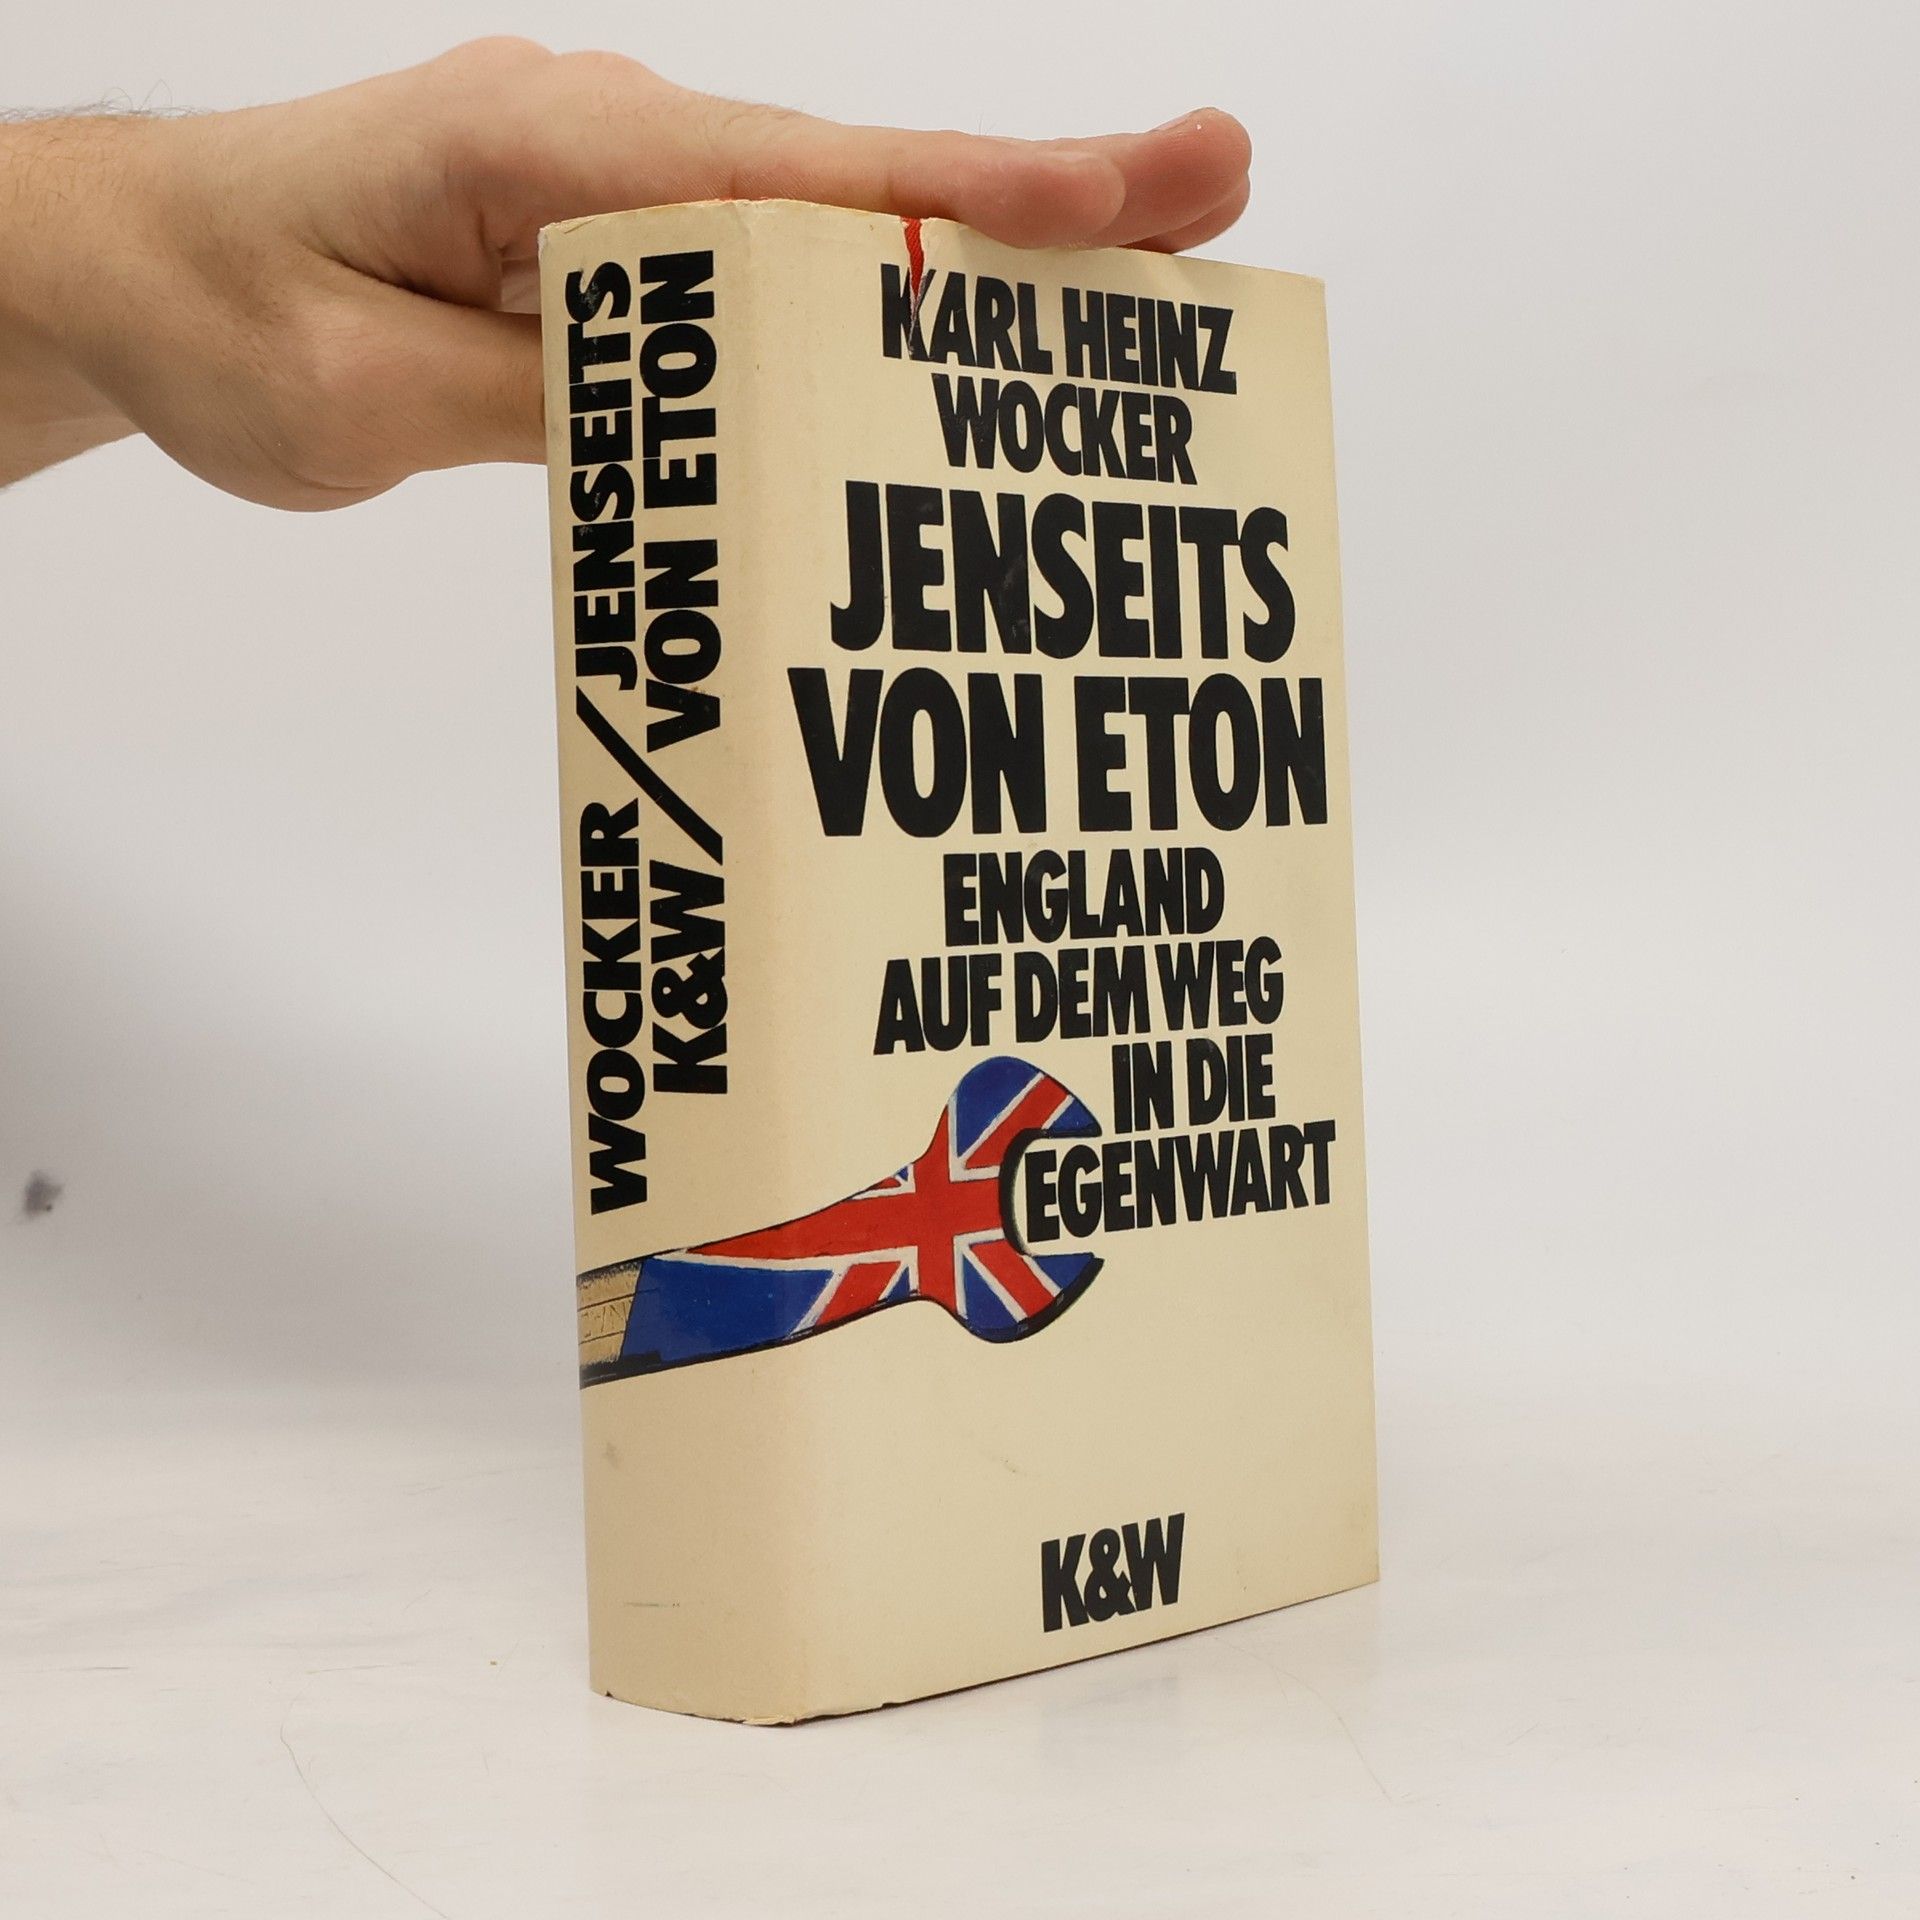 WOCKER/JENSEITS
K&W/VON ETON
KARL HEINZ
WOCKER
JENSEITS
VON ETON
ENGLAND
AUF DEM WEG
IN DIE
EGENWART
K&W